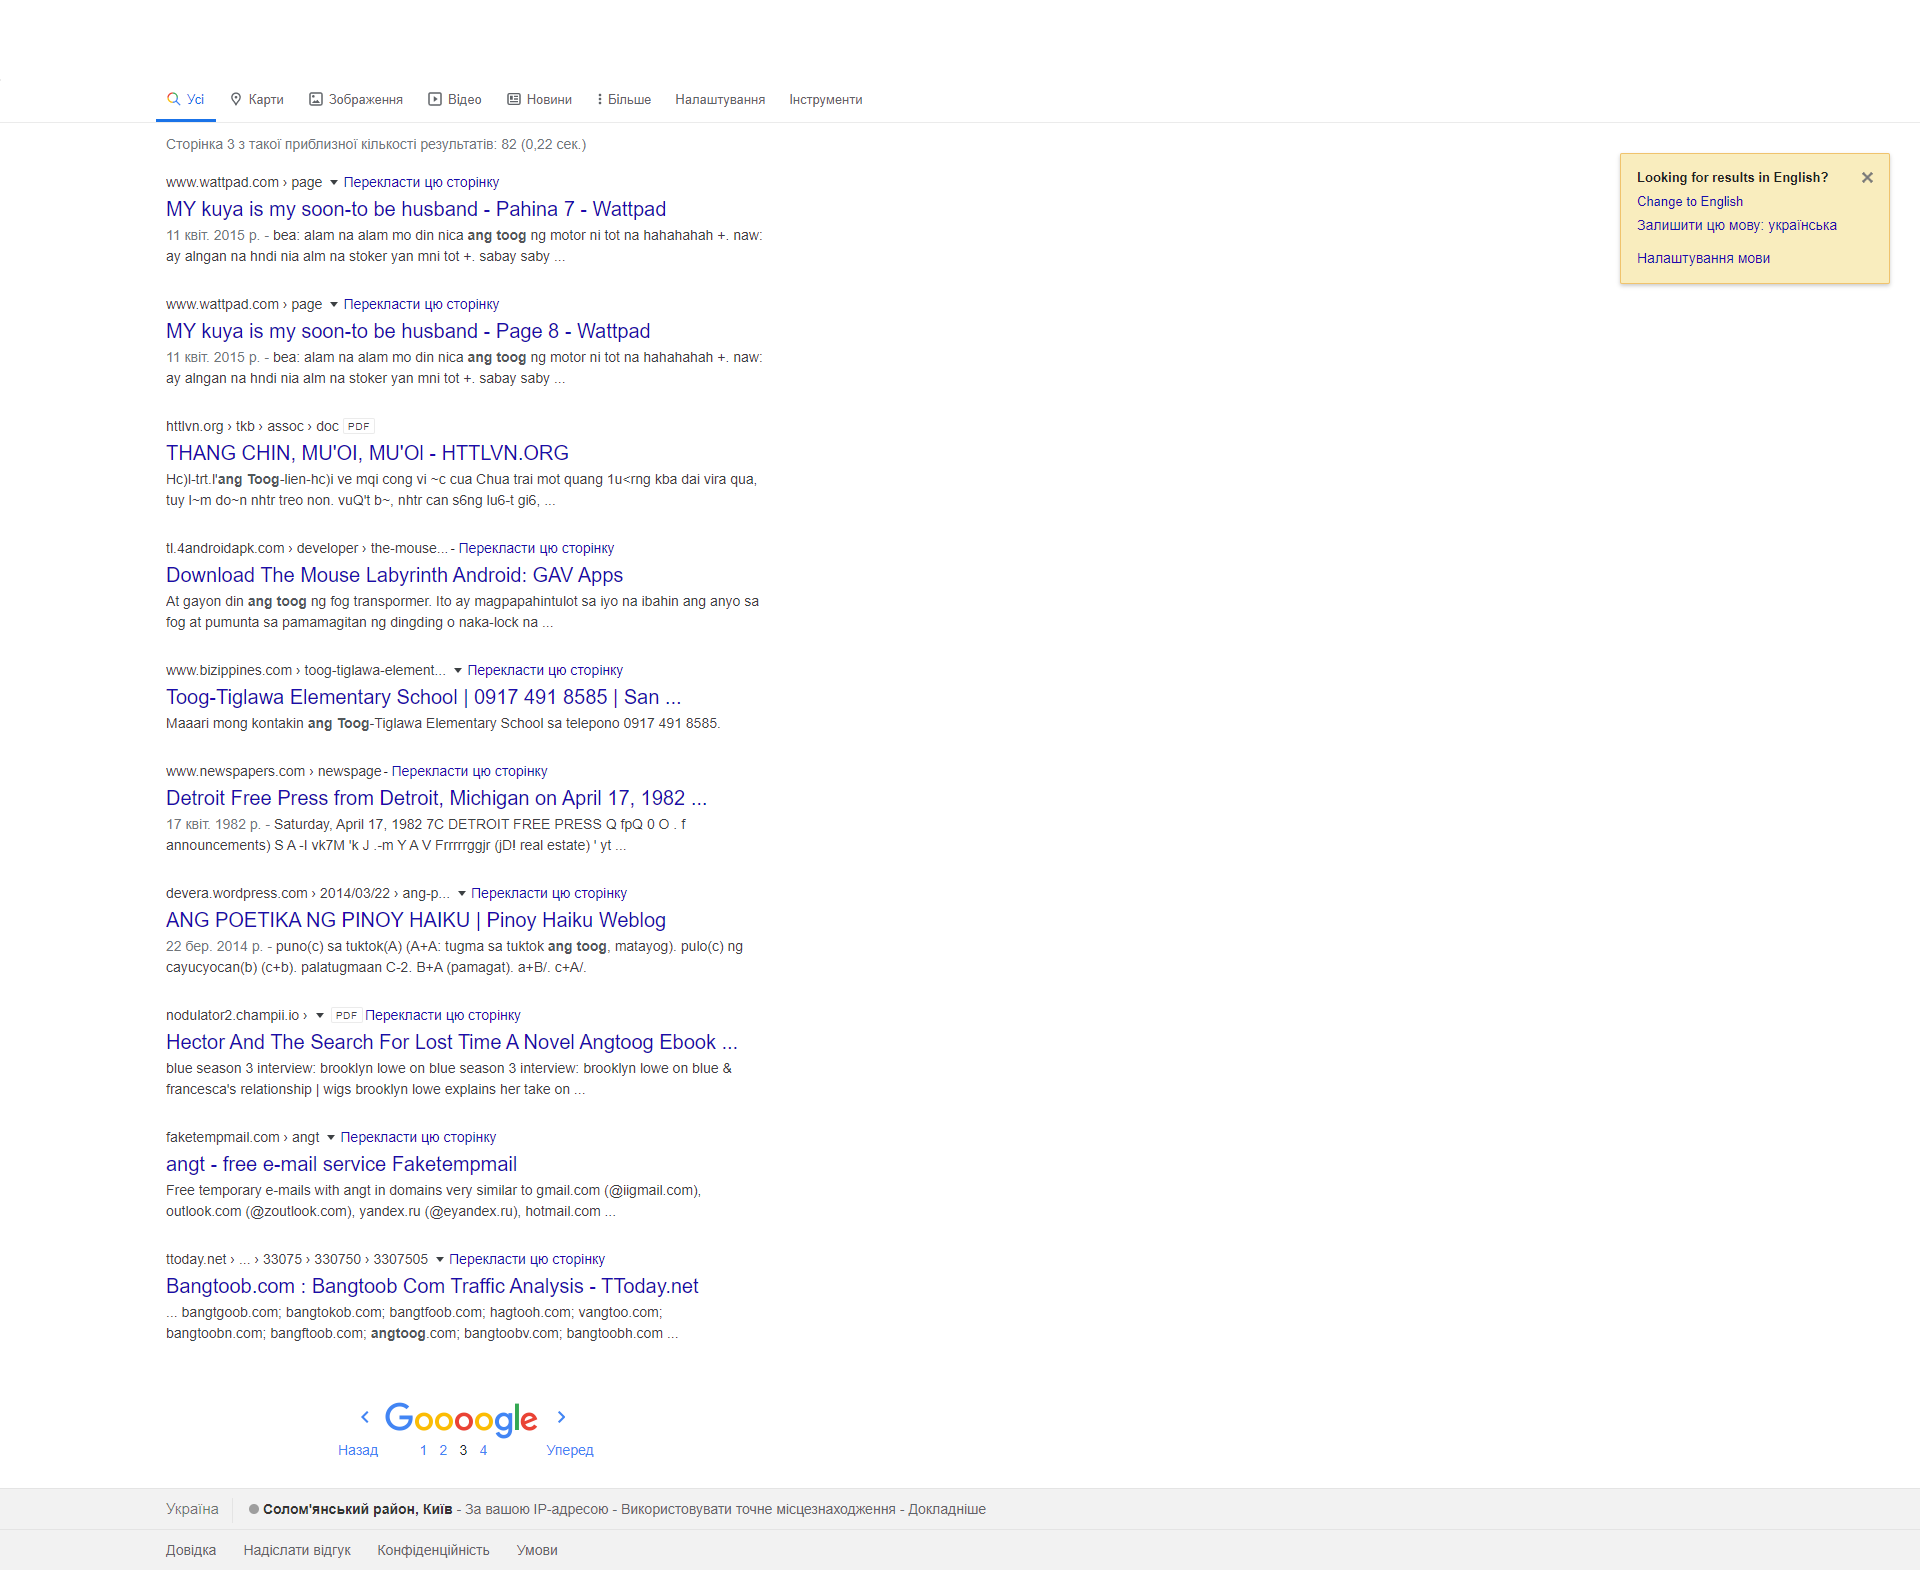 Усі Карти Зображення Відео Новини Більше Налаштування Інструменти
Сторінка 3 з такої приблизної кількості результатів: 82 (0,22 сек.)
Looking for results in English?
Change to English
Залишити цю мову: українська
Налаштування мови
www.wattpad.com › page Перекласти цю сторінку
MY kuya is my soon-to be husband - Pahina 7 - Wattpad
11 квіт. 2015 р. - bea: alam na alam mo din nica ang toog ng motor ni tot na hahahahah +. naw:
ay alngan na hndi nia alm na stoker yan mni tot +. sabay saby ...
www.wattpad.com › page Перекласти цю сторінку
MY kuya is my soon-to be husband - Page 8 - Wattpad
11 квіт. 2015 р. - bea: alam na alam mo din nica ang toog ng motor ni tot na hahahahah +. naw:
ay alngan na hndi nia alm na stoker yan mni tot +. sabay saby ...
httlvn.org › tkb › assoc › doc PDF
THANG CHIN, MU'OI, MU'OI - HTTLVN.ORG
Hc)l-trt.l'ang Toog-lien-hc)i ve mqi cong vi ~c cua Chua trai mot quang 1u<rng kba dai vira qua,
tuy l~m do~n nhtr treo non. vuQ't b~, nhtr can s6ng lu6-t gi6, ...
tl.4androidapk.com › developer › the-mouse... - Перекласти цю сторінку
Download The Mouse Labyrinth Android: GAV Apps
At gayon din ang toog ng fog transpormer. Ito ay magpapahintulot sa iyo na ibahin ang anyo sa
fog at pumunta sa pamamagitan ng dingding o naka-lock na ...
www.bizippines.com › toog-tiglawa-element... Перекласти цю сторінку
Toog-Tiglawa Elementary School | 0917 491 8585 | San ...
Maaari mong kontakin ang Toog-Tiglawa Elementary School sa telepono 0917 491 8585.
www.newspapers.com › newspage - Перекласти цю сторінку
Detroit Free Press from Detroit, Michigan on April 17, 1982 ...
17 квіт. 1982 р. - Saturday, April 17, 1982 7C DETROIT FREE PRESS Q fpQ 0 O . f
announcements) S A -I vk7M 'k J .-m Y A V Frrrrrggjr (jD! real estate) ' yt ...
devera.wordpress.com › 2014/03/22 › ang-p... Перекласти цю сторінку
ANG POETIKA NG PINOY HAIKU | Pinoy Haiku Weblog
22 бер. 2014 р. - puno(c) sa tuktok(A) (A+A: tugma sa tuktok ang toog, matayog). pulo(c) ng
cayucyocan(b) (c+b). palatugmaan C-2. B+A (pamagat). a+B/. c+A/.
nodulator2.champii.io › PDF Перекласти цю сторінку
Hector And The Search For Lost Time A Novel Angtoog Ebook ...
blue season 3 interview: brooklyn lowe on blue season 3 interview: brooklyn lowe on blue &
francesca's relationship | wigs brooklyn lowe explains her take on ...
faketempmail.com › angt Перекласти цю сторінку
angt - free e-mail service Faketempmail
Free temporary e-mails with angt in domains very similar to gmail.com (@iigmail.com),
outlook.com (@zoutlook.com), yandex.ru (@eyandex.ru), hotmail.com ...
ttoday.net › ... › 33075 › 330750 › 3307505 Перекласти цю сторінку
Bangtoob.com : Bangtoob Com Traffic Analysis - TToday.net
... bangtgoob.com; bangtokob.com; bangtfoob.com; hagtooh.com; vangtoo.com;
bangtoobn.com; bangftoob.com; angtoog.com; bangtoobv.com; bangtoobh.com ...
Goooogle
Назад 1 2 3 4 Уперед
Україна Солом'янський район, Київ - За вашою IP-адресою - Використовувати точне місцезнаходження - Докладніше
Довідка Надіслати відгук Конфіденційність Умови